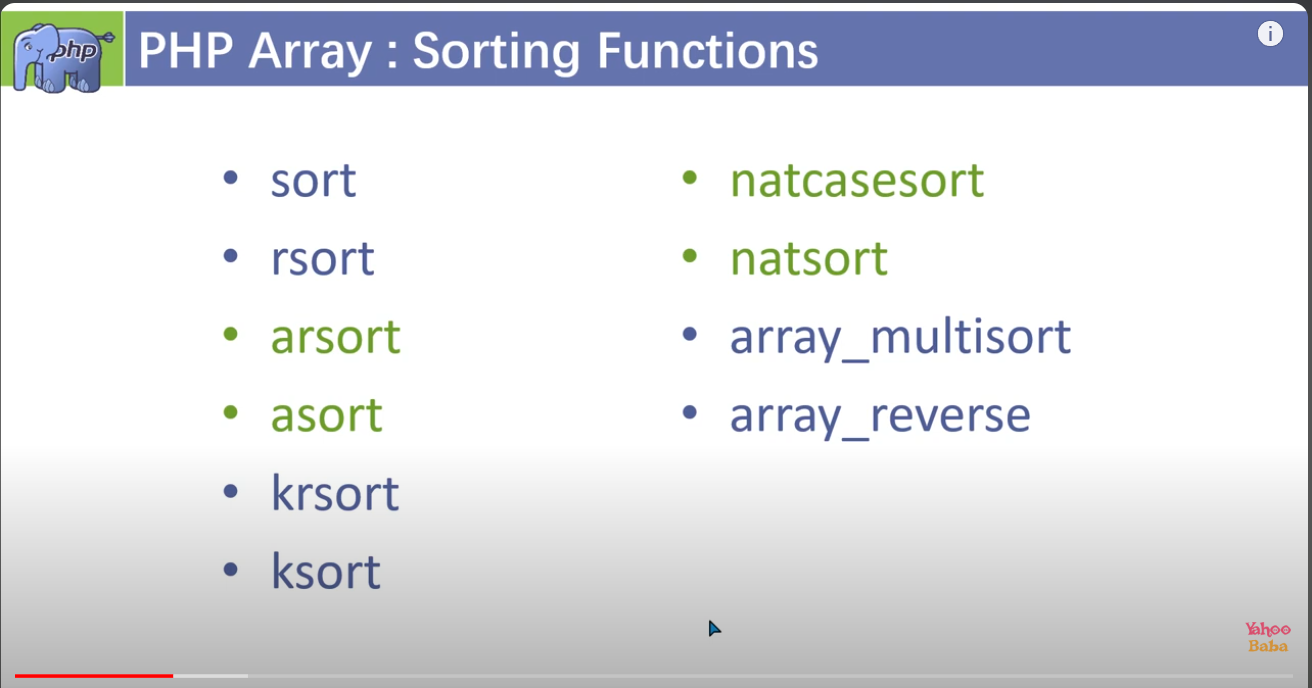 php
PHP Array : Sorting Functions
• sort
• rsort
• arsort
• asort
• krsort
• ksort
• natcasesort
• natsort
• array_multisort
• array_reverse
Yahoo
Baba